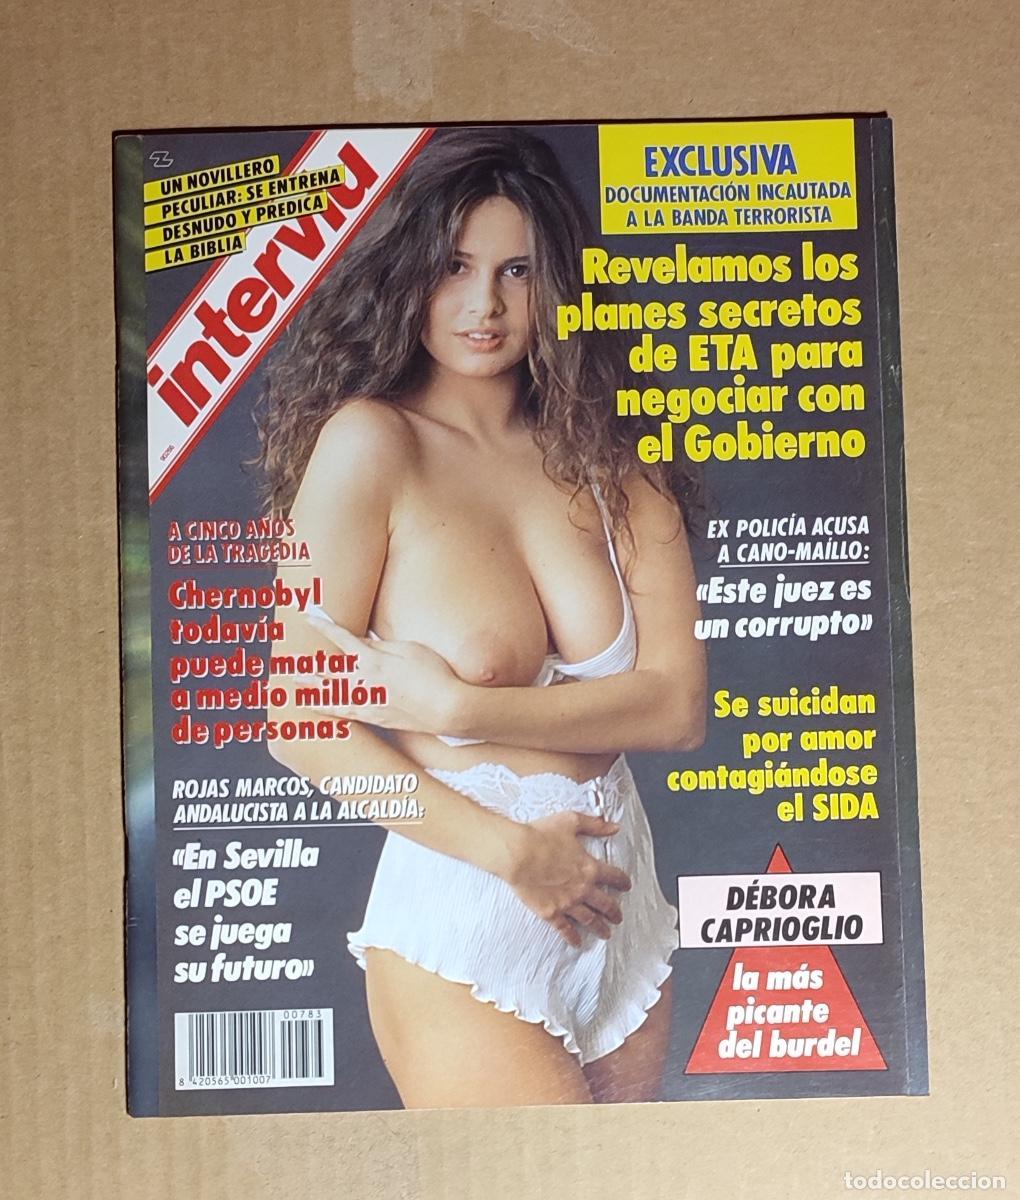 UN NOVILLERO
PECULIAR: SE ENTRENA
DESNUDO Y PREDICA
LA BIBLIA
interviu
EXCLUSIVA
DOCUMENTACIÓN INCAUTADA
A LA BANDA TERRORISTA
Revelamos los
planes secretos
de ETA para
negociar con
el Gobierno
A CINCO AÑOS
DE LA TRAGEDIA
Chernobyl
todavía
puede matar
a medio millón
de personas
EX POLICÍA ACUSA
A CANO-MAÍLLO:
«Este juez es
un corrupto»
Se suicidan
por amor
contagiándose
el SIDA
ROJAS MARCOS, CANDIDATO
ANDALUCISTA A LA ALCALDÍA:
«En Sevilla
el PSOE
se juega
su futuro»
DÉBORA
CAPRIOGLIO
la más
picante
del burdel
00783
8 420565 001007
todocoleccion